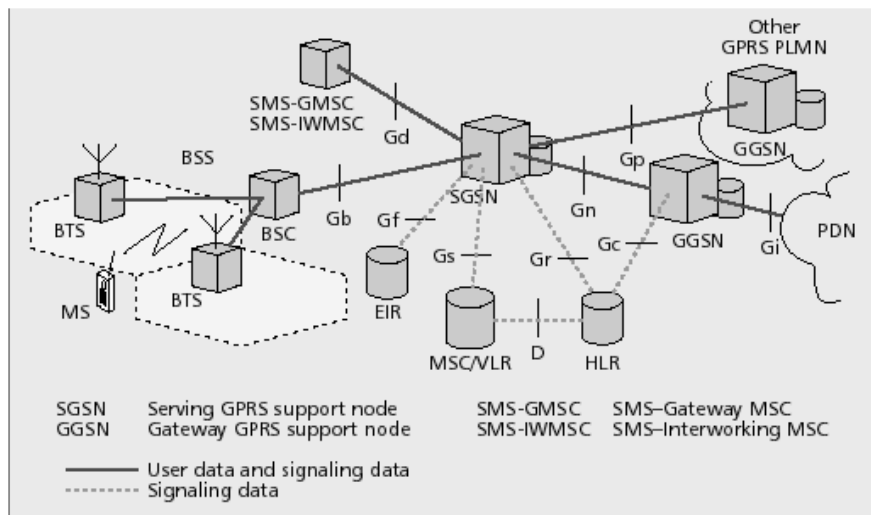 Other
GPRS PLMN
SMS-GMSC
SMS-IWMSC
Gd
BSS
Gp
GGSN
SGSN
BTS
BSC
Gb
Gf
Gn
Gc
GGSN
Gi
PDN
Gs
Gr
MS
BTS
EIR
D
MSC/VLR
HLR
SGSN Serving GPRS support node
GGSN Gateway GPRS support node
SMS-GMSC SMS–Gateway MSC
SMS-IWMSC SMS–Interworking MSC
User data and signaling data
Signaling data